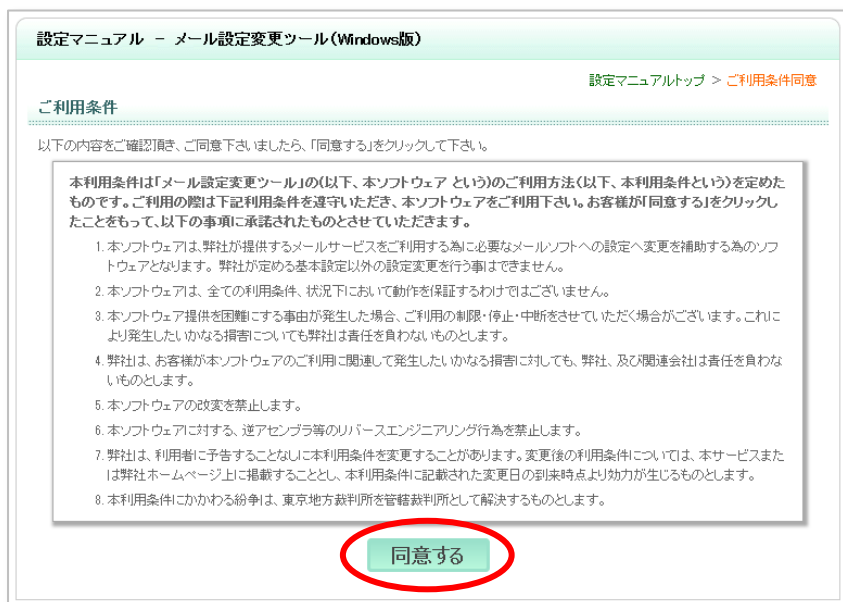 設定マニュアル － メール設定変更ツール(Windows版)
設定マニュアルトップ > ご利用条件同意
ご利用条件
以下の内容をご確認頂き、ご同意下さいましたら、「同意する」をクリックして下さい。
本利用条件は「メール設定変更ツール」の(以下、本ソフトウェア という)のご利用方法(以下、本利用条件という)を定めた
ものです。ご利用の際は下記利用条件を遵守いただき、本ソフトウェアをご利用下さい。お客様が「同意する」をクリックし
たことをもって、以下の事項に承諾されたものとさせていただきます。
1. 本ソフトウェアは、弊社が提供するメールサービスをご利用する為に必要なメールソフトへの設定へ変更を補助する為のソフ
トウェアとなります。弊社が定める基本設定以外の設定変更を行う事はできません。
2. 本ソフトウェアは、全ての利用条件、状況下において動作を保証するわけではございません。
3. 本ソフトウェア提供を困難にする事由が発生した場合、ご利用の制限・停止・中断をさせていただく場合がございます。これに
より発生したいかなる損害についても弊社は責任を負わないものとします。
4. 弊社は、お客様が本ソフトウェアのご利用に関連して発生したいかなる損害に対しても、弊社、及び関連会社は責任を負わな
いものとします。
5. 本ソフトウェアの改変を禁止します。
6. 本ソフトウェアに対する、逆アセンブラ等のリバースエンジニアリング行為を禁止します。
7. 弊社は、利用者に予告することなしに本利用条件を変更することがあります。変更後の利用条件については、本サービスまた
は弊社ホームページ上に掲載することとし、本利用条件に記載された変更日の到来時点より効力が生じるものとします。
8. 本利用条件にかかわる紛争は、東京地方裁判所を管轄裁判所として解決するものとします。
同意する